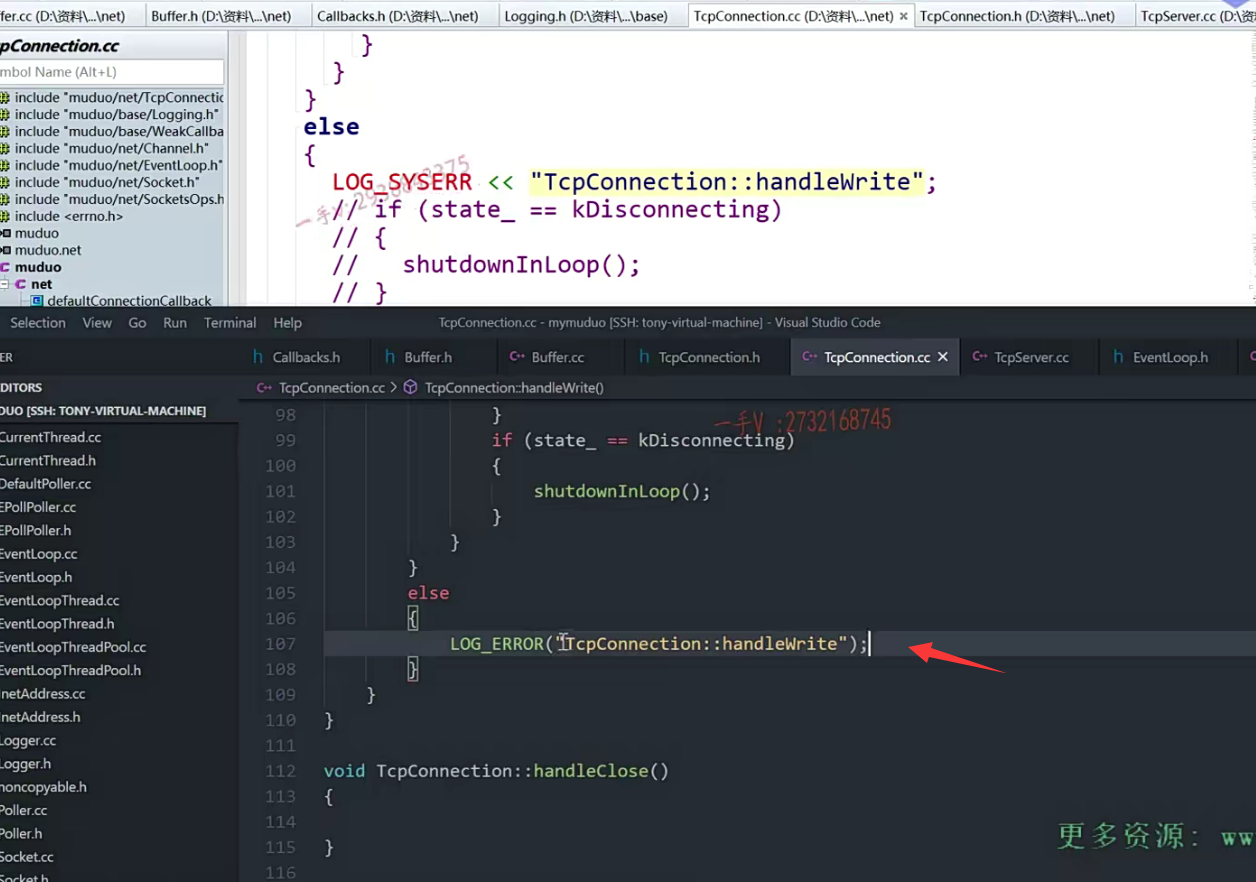 fer.cc (D:\资料\...\net) Buffer.h (D:\资料\...\net) Callbacks.h (D:\资料\...\net) Logging.h (D:\资料\...\base) TcpConnection.cc (D:\资料\...\net) × TcpConnection.h (D:\资料\...\net) TcpServer.cc (D:\资
pConnection.cc
mbol Name (Alt+L)
include "muduo/net/TcpConnectic
include "muduo/base/Logging.h"
include "muduo/base/WeakCallba
include "muduo/net/Channel.h"
include "muduo/net/EventLoop.h"
include "muduo/net/Socket.h"
include "muduo/net/SocketsOps.h
include <errno.h>
muduo
muduo.net
muduo
net
defaultConnectionCallback
}
}
}
else
{
LOG_SYSERR << "TcpConnection::handleWrite";
// if (state_ == kDisconnecting)
// {
//   shutdownInLoop();
// }
Selection View Go Run Terminal Help TcpConnection.cc - mymuduo [SSH: tony-virtual-machine] - Visual Studio Code
ER Callbacks.h Buffer.h Buffer.cc TcpConnection.h TcpConnection.cc × TcpServer.cc EventLoop.h
DITORS
DUO [SSH: TONY-VIRTUAL-MACHINE]
CurrentThread.cc
CurrentThread.h
DefaultPoller.cc
EPollPoller.cc
EPollPoller.h
EventLoop.cc
EventLoop.h
EventLoopThread.cc
EventLoopThread.h
EventLoopThreadPool.cc
EventLoopThreadPool.h
InetAddress.cc
InetAddress.h
Logger.cc
Logger.h
noncopyable.h
Poller.cc
Poller.h
Socket.cc
Socket.h
TcpConnection.cc > TcpConnection::handleWrite()
98 }
一手V :2732168745
99 if (state_ == kDisconnecting)
100 {
101 shutdownInLoop();
102 }
103 }
104 }
105 else
106 {
107 LOG_ERROR("TcpConnection::handleWrite");
108 }
109 }
110 }
111
112 void TcpConnection::handleClose()
113 {
114
115 }
116
更多资源: ww